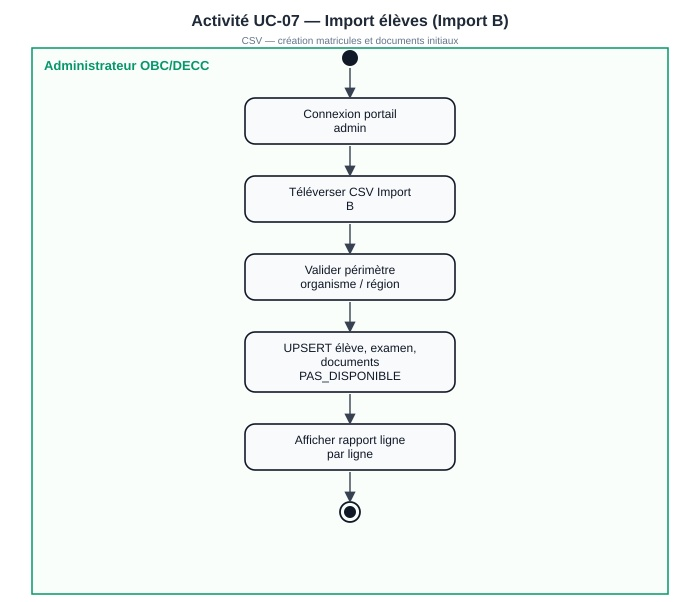 Activité UC-07 — Import élèves (Import B)
CSV — création matricules et documents initiaux
Administrateur OBC/DECC
Connexion portail
admin
Téléverser CSV Import
B
Valider périmètre
organisme / région
UPSERT élève, examen,
documents
PAS_DISPONIBLE
Afficher rapport ligne
par ligne